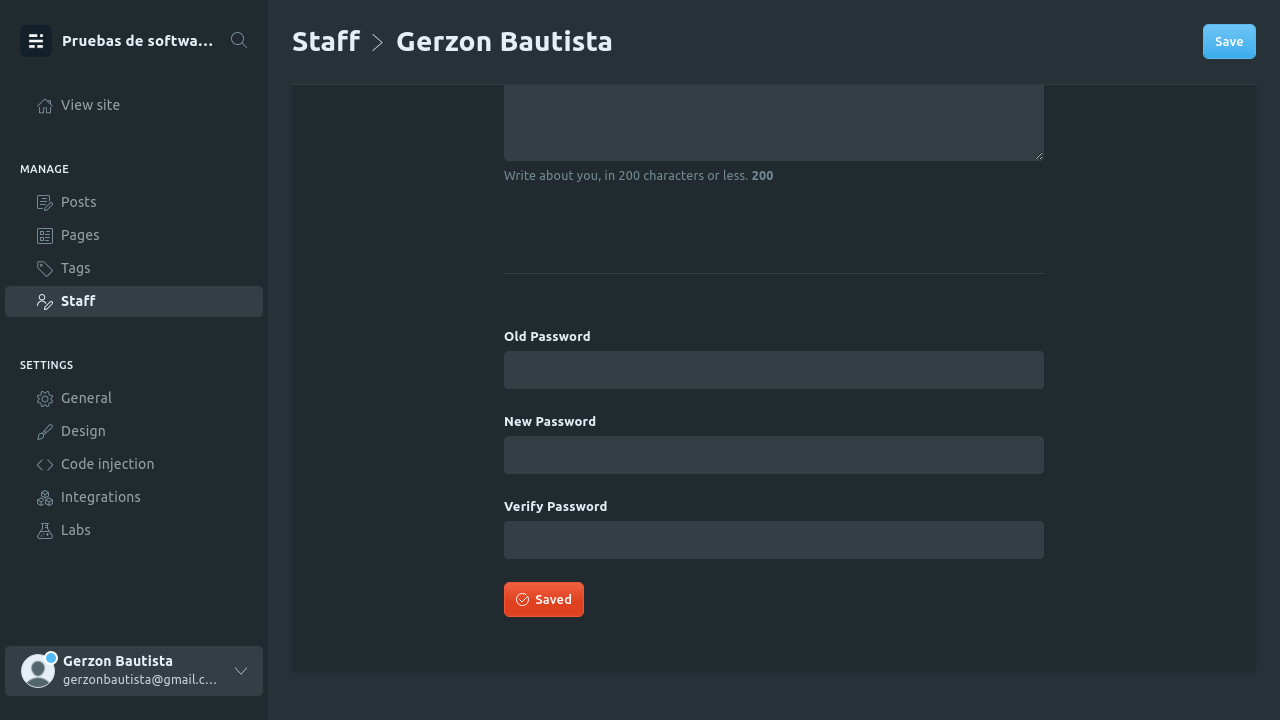 Pruebas de softwa...
View site
MANAGE
Posts
Pages
Tags
Staff
SETTINGS
General
Design
Code injection
Integrations
Labs
Gerzon Bautista
gerzonbautista@gmail.c...
Staff > Gerzon Bautista
Save
Write about you, in 200 characters or less. 200
Old Password
New Password
Verify Password
Saved